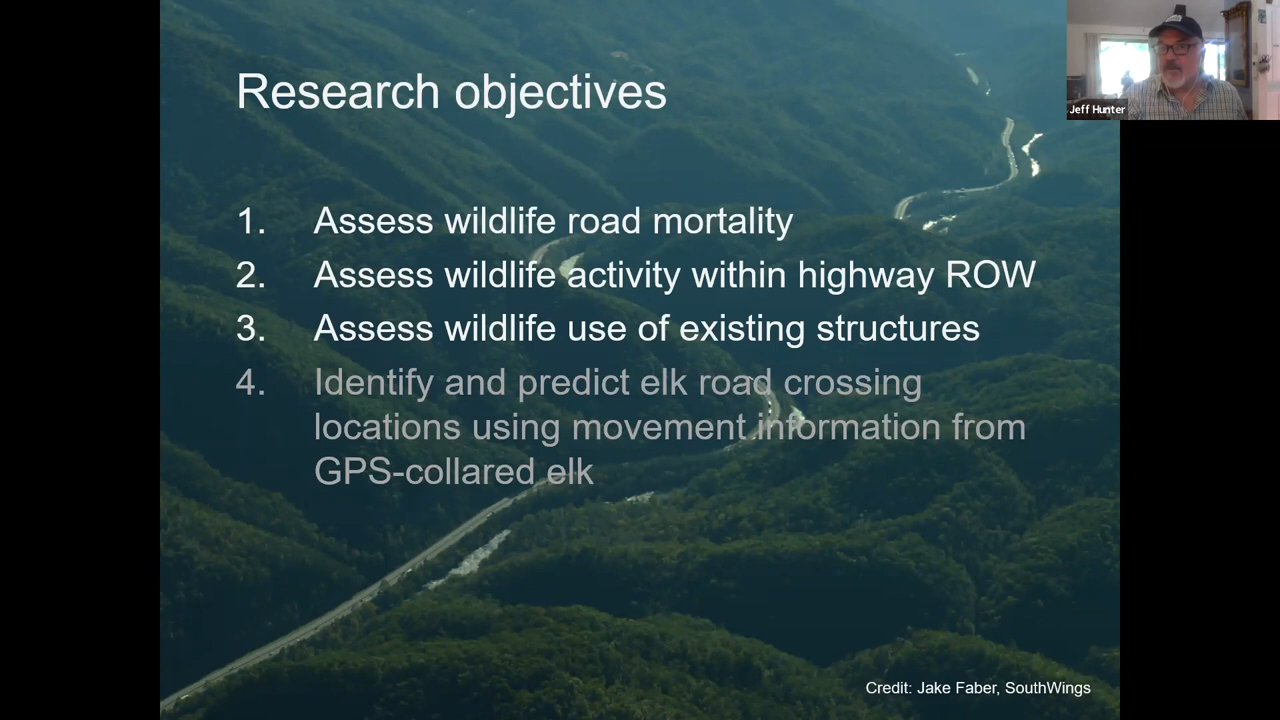 Research objectives
Jeff Hunter
1. Assess wildlife road mortality
2. Assess wildlife activity within highway ROW
3. Assess wildlife use of existing structures
4. Identify and predict elk road crossing
locations using movement information from
GPS-collared elk
Credit: Jake Faber, SouthWings